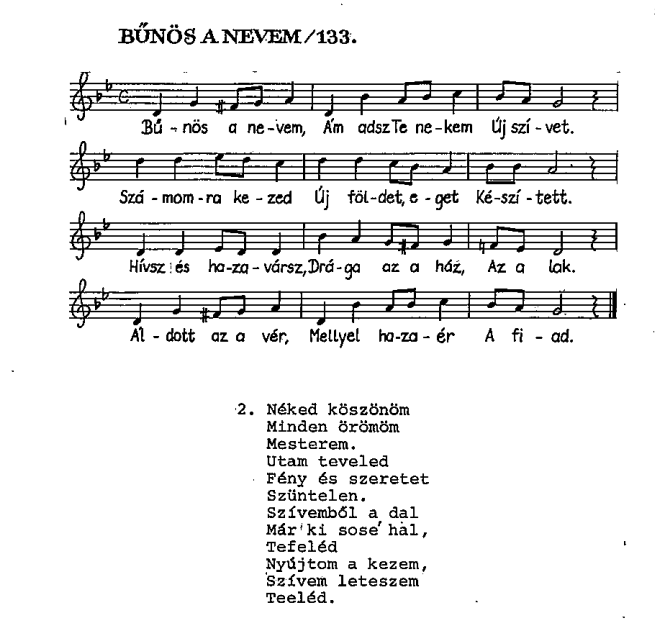 BŰNÖS A NEVEM/133.
Bű - nös a ne - vem, Ám adsz Te ne - kem Új szí - vet.
Szá - mom - ra ke - zed Új föl - det, e - get Ké - szí - tett.
Hívsz és ha - za - vársz, Drá - ga az a ház, Az a lak.
Ál - dott az a vér, Mellyel ha - za - ér A fi - ad.
2. Néked köszönöm
Minden örömöm
Mesterem.
Utam teveled
Fény és szeretet
Szüntelen.
Szívemből a dal
Már ki sose hal,
Tefeléd
Nyújtom a kezem,
Szívem leteszem
Teeléd.